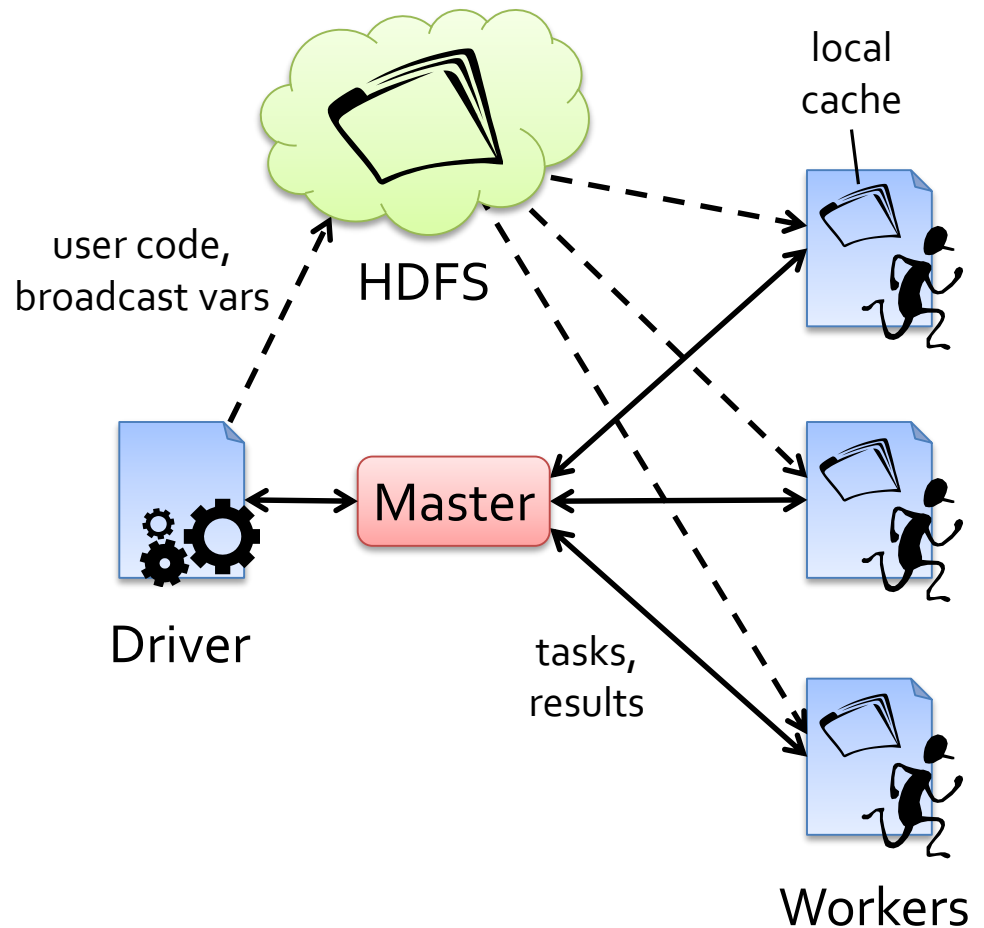 local
cache
user code,
broadcast vars
HDFS
Master
Driver
tasks,
results
Workers